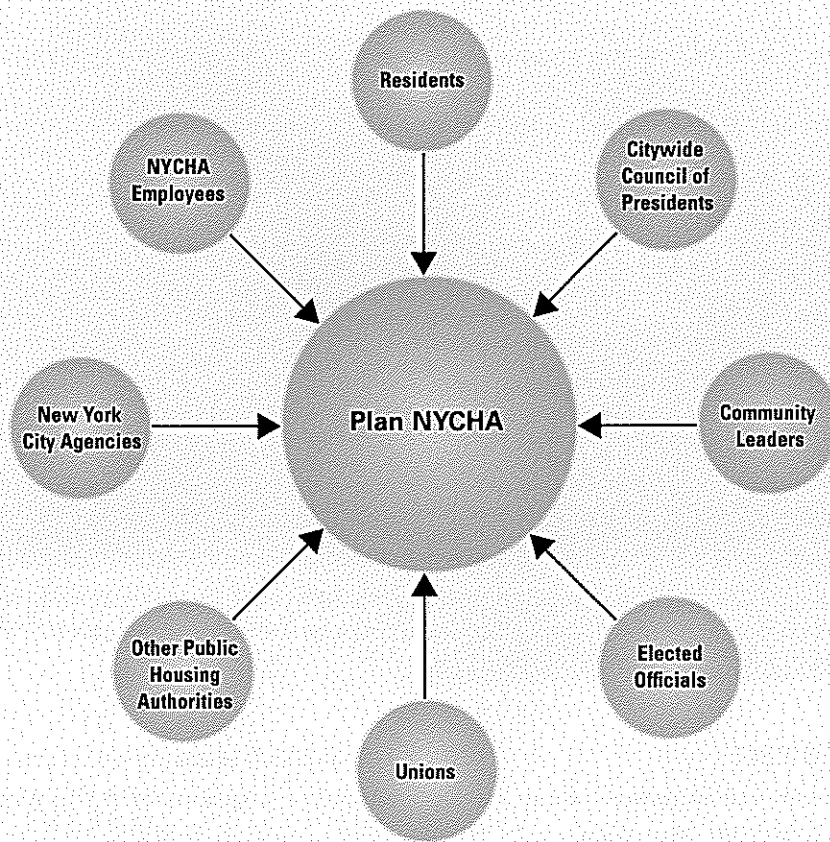 Residents
NYCHA
Employees
Citywide
Council of
Presidents
New York
City Agencies
Plan NYCHA
Community
Leaders
Other Public
Housing
Authorities
Elected
Officials
Unions